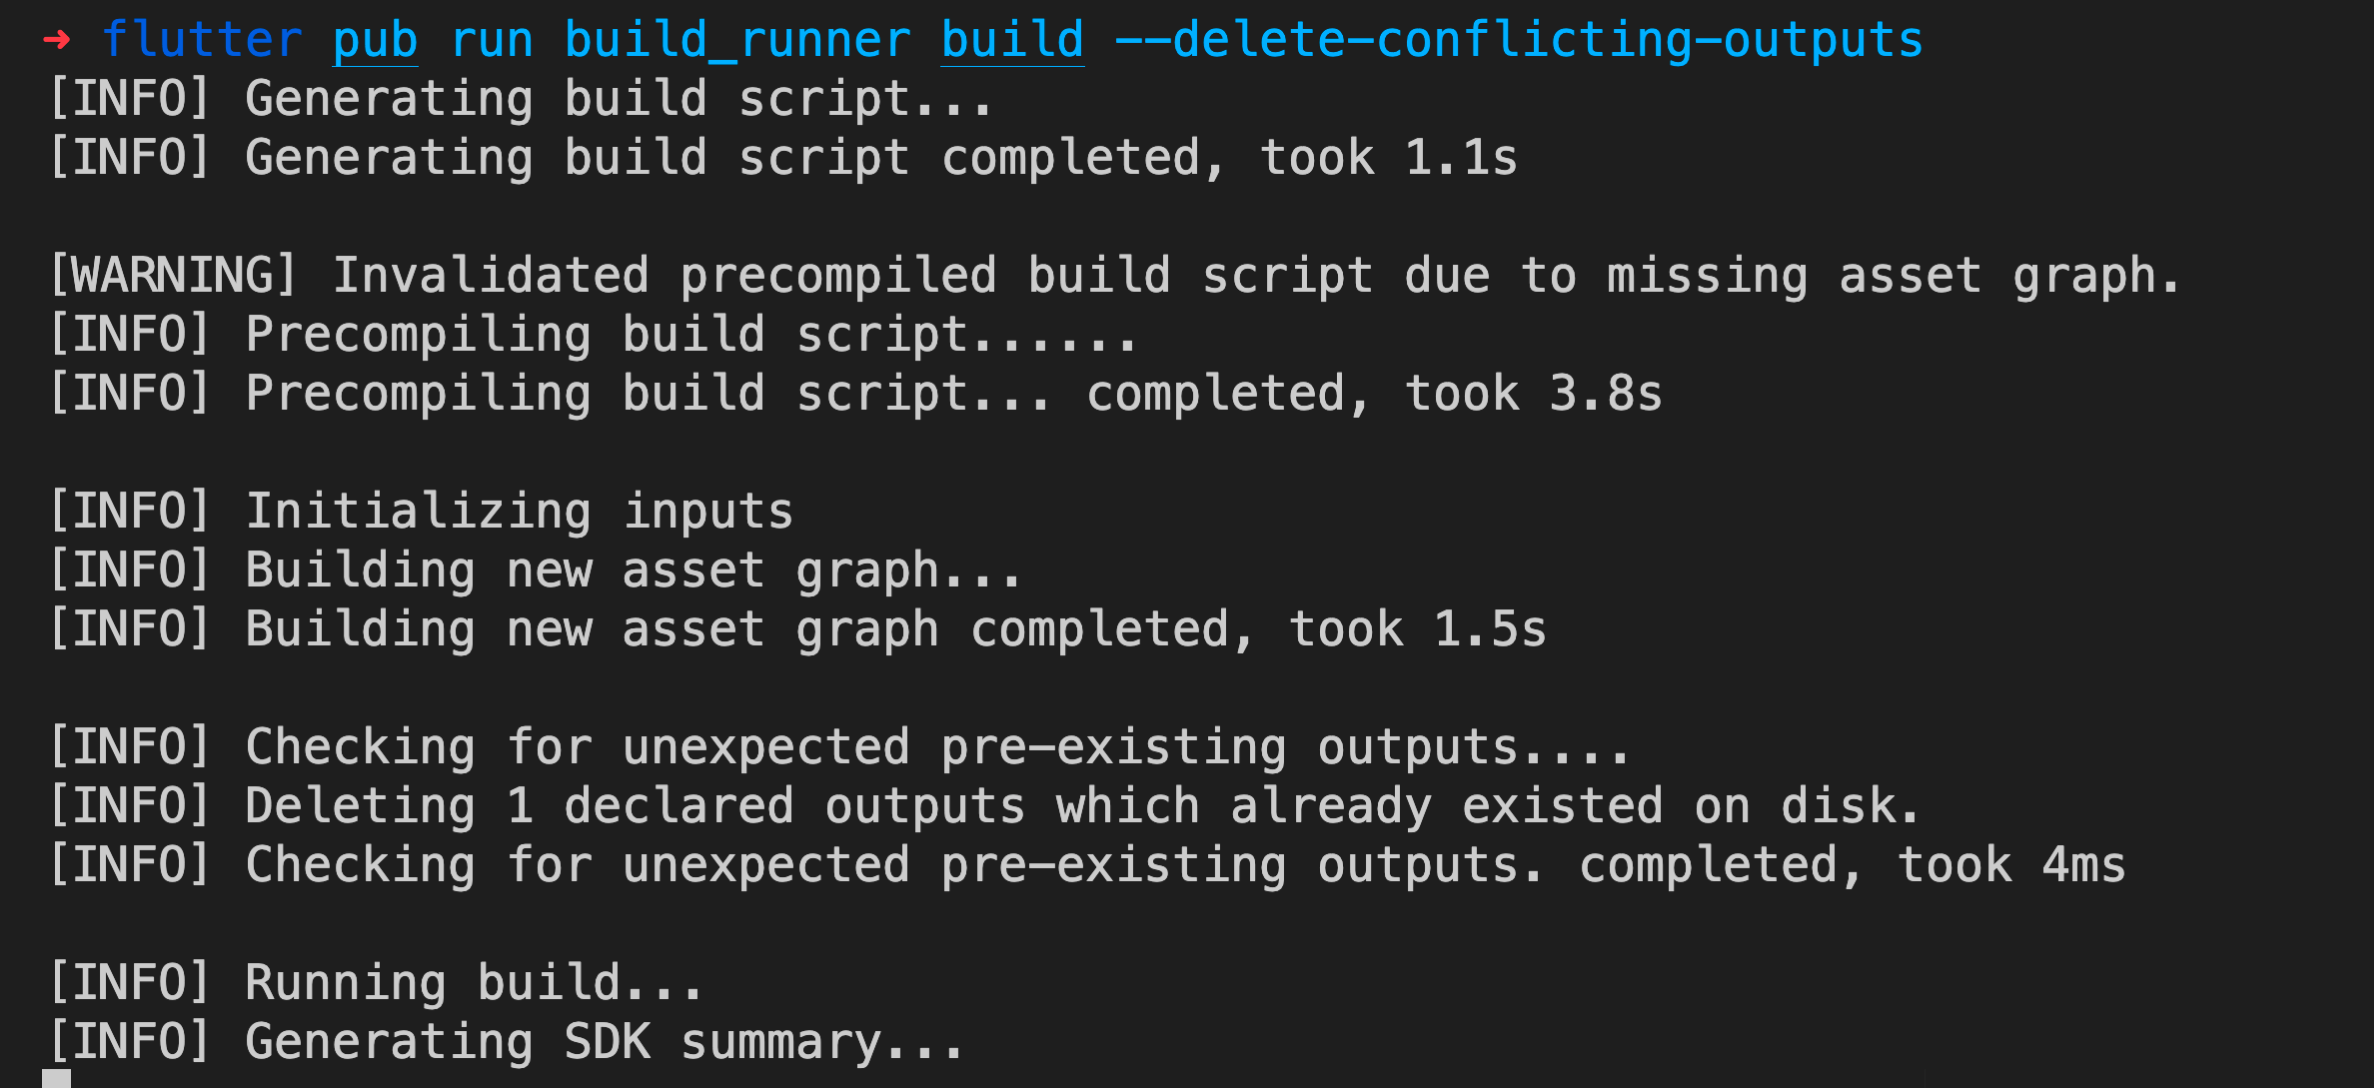 ➜ flutter pub run build_runner build --delete-conflicting-outputs
[INFO] Generating build script...
[INFO] Generating build script completed, took 1.1s
[WARNING] Invalidated precompiled build script due to missing asset graph.
[INFO] Precompiling build script......
[INFO] Precompiling build script... completed, took 3.8s
[INFO] Initializing inputs
[INFO] Building new asset graph...
[INFO] Building new asset graph completed, took 1.5s
[INFO] Checking for unexpected pre-existing outputs....
[INFO] Deleting 1 declared outputs which already existed on disk.
[INFO] Checking for unexpected pre-existing outputs. completed, took 4ms
[INFO] Running build...
[INFO] Generating SDK summary...